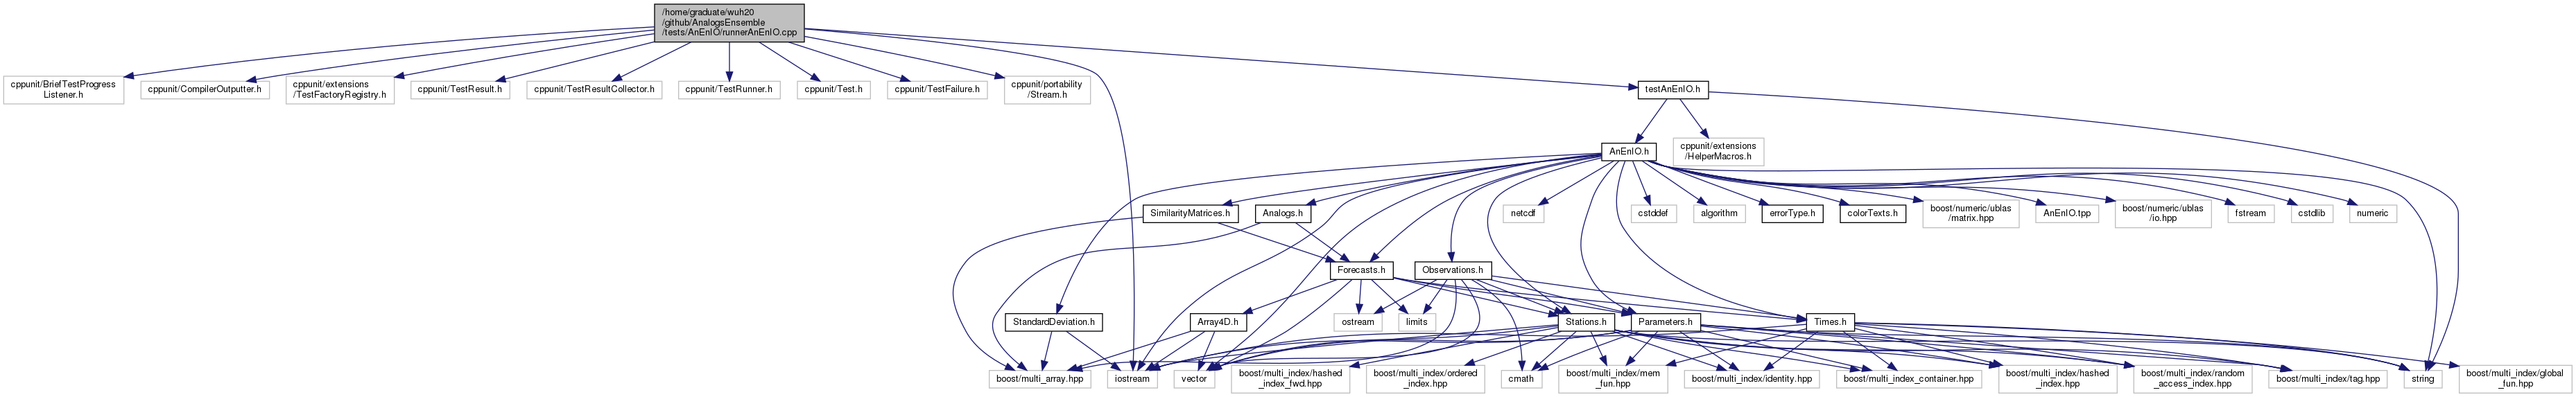 /home/graduate/wuh20
/github/AnalogsEnsemble
/tests/AnEnIO/runnerAnEnIO.cpp
cppunit/BriefTestProgress
Listener.h
cppunit/CompilerOutputter.h
cppunit/extensions
/TestFactoryRegistry.h
cppunit/TestResult.h
cppunit/TestResultCollector.h
cppunit/TestRunner.h
cppunit/Test.h
cppunit/TestFailure.h
cppunit/portability
/Stream.h
testAnEnIO.h
AnEnIO.h
cppunit/extensions
/HelperMacros.h
SimilarityMatrices.h
Analogs.h
netcdf
cstddef
algorithm
errorType.h
colorTexts.h
boost/numeric/ublas
/matrix.hpp
AnEnIO.tpp
boost/numeric/ublas
/io.hpp
fstream
cstdlib
numeric
Forecasts.h
Observations.h
StandardDeviation.h
Array4D.h
ostream
limits
Stations.h
Parameters.h
Times.h
boost/multi_array.hpp
iostream
vector
boost/multi_index/hashed
_index_fwd.hpp
boost/multi_index/ordered
_index.hpp
cmath
boost/multi_index/mem
_fun.hpp
boost/multi_index/identity.hpp
boost/multi_index_container.hpp
boost/multi_index/hashed
_index.hpp
boost/multi_index/random
_access_index.hpp
boost/multi_index/tag.hpp
string
boost/multi_index/global
_fun.hpp